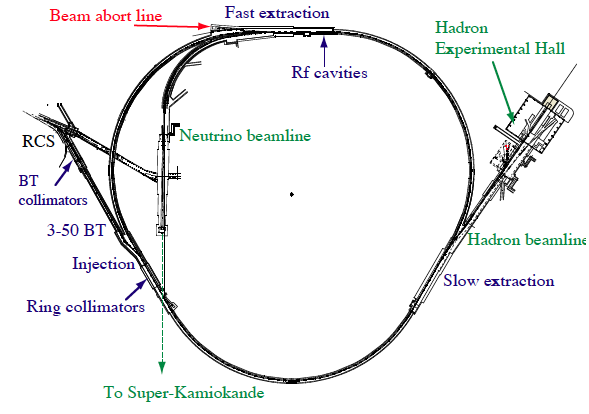 Beam abort line
Fast extraction
Hadron
Experimental Hall
Rf cavities
RCS
Neutrino beamline
BT
collimators
3-50 BT
Injection
Hadron beamline
Slow extraction
Ring collimators
To Super-Kamiokande